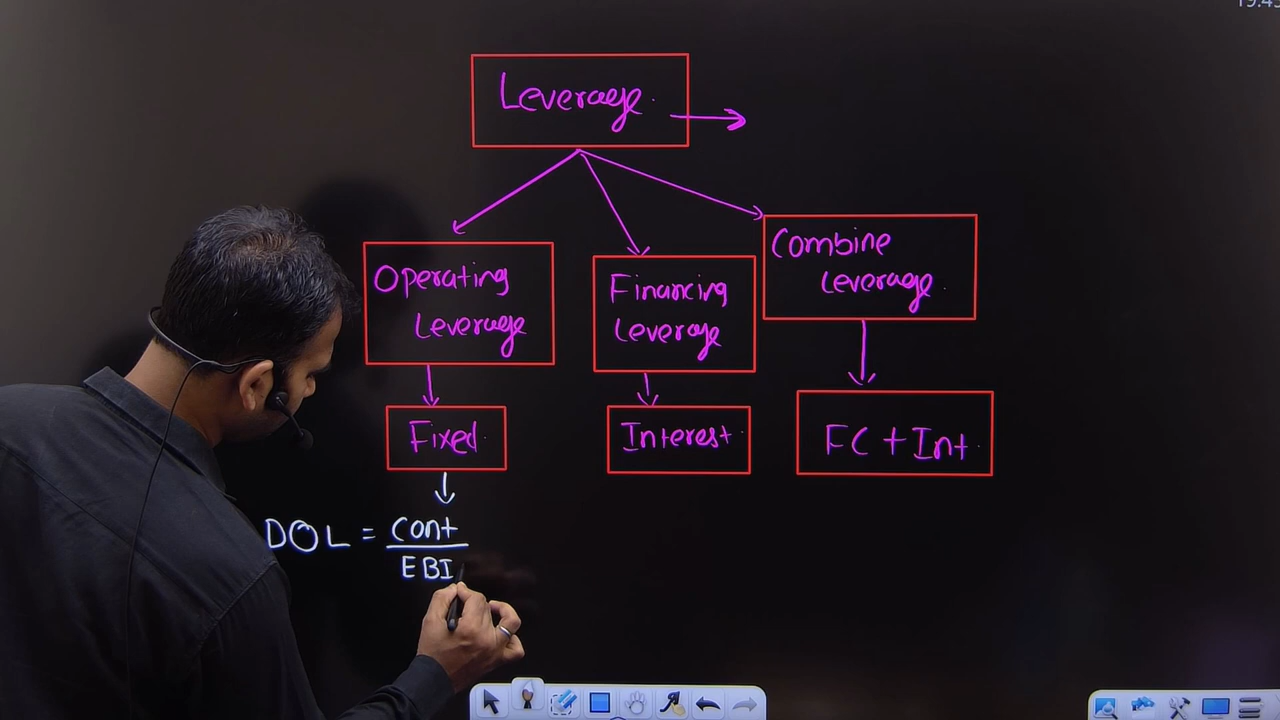 Leverage
Operating
Leverage
Financing
Leverage
Combine
Leverage
Fixed
Interest
FC + Int
DOL = Cont
EBI